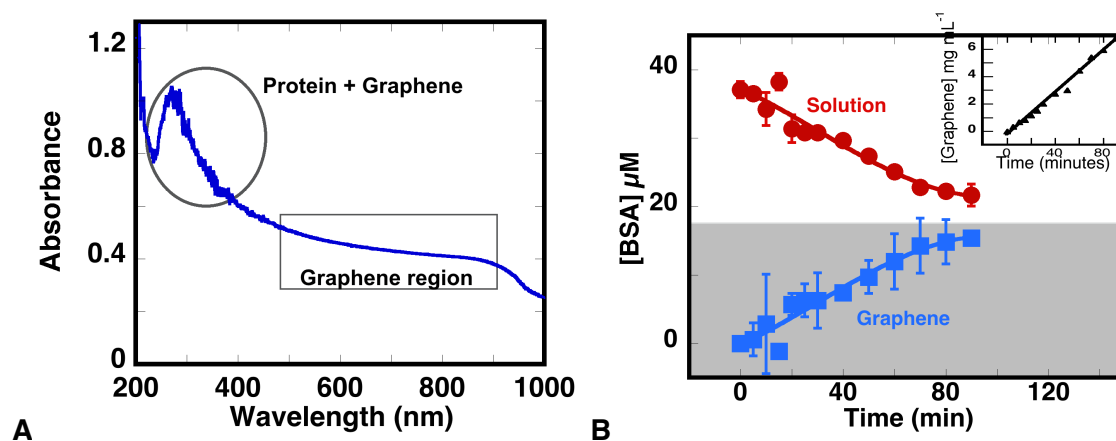 1.2
0.8
0.4
0
200
400
600
800
1000
Absorbance
Wavelength (nm)
Protein + Graphene
Graphene region
A
40
20
0
0
40
80
120
[BSA] µM
Time (min)
Solution
Graphene
B
6
4
2
0
0
40
80
[Graphene] mg mL⁻¹
Time (minutes)